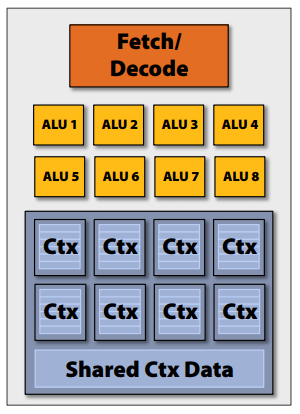 Fetch/
Decode
ALU 1 ALU 2 ALU 3 ALU 4
ALU 5 ALU 6 ALU 7 ALU 8
Ctx Ctx Ctx Ctx
Ctx Ctx Ctx Ctx
Shared Ctx Data